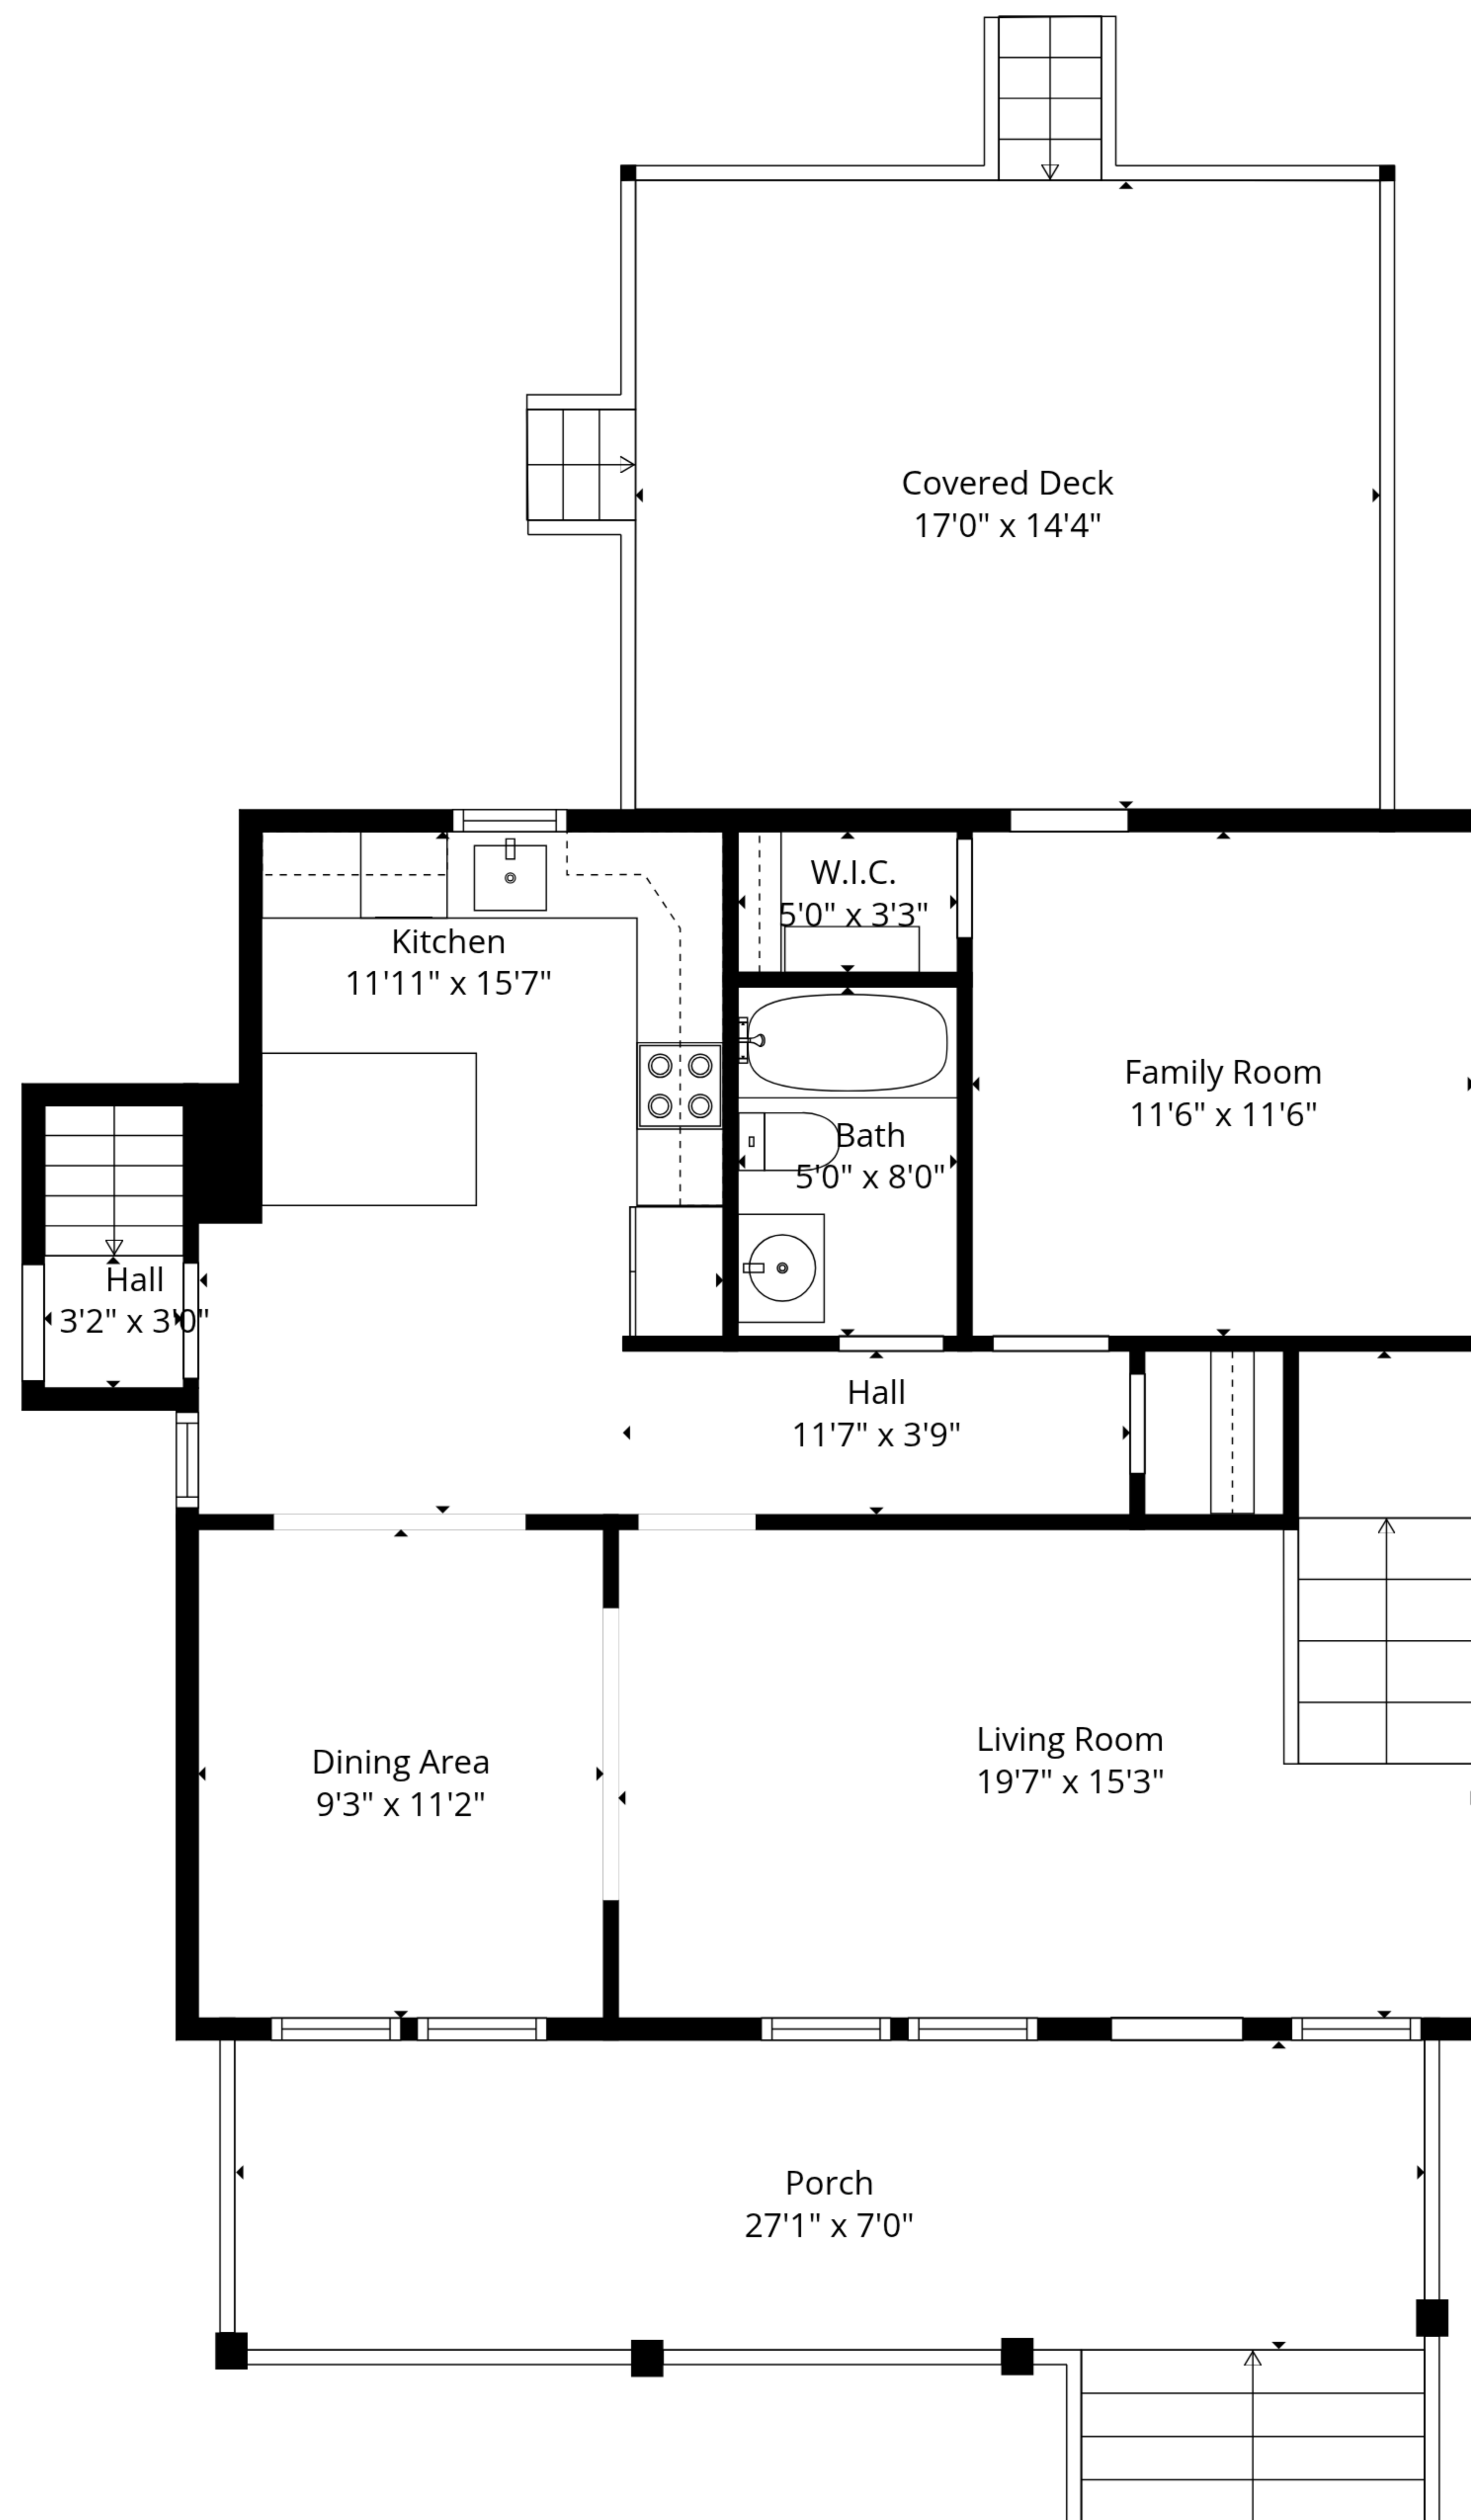 Covered Deck
17'0" x 14'4"
W.I.C.
5'0" x 3'3"
Kitchen
11'11" x 15'7"
Family Room
11'6" x 11'6"
Bath
5'0" x 8'0"
Hall
3'2" x 3'0"
Hall
11'7" x 3'9"
Living Room
19'7" x 15'3"
Dining Area
9'3" x 11'2"
Porch
27'1" x 7'0"